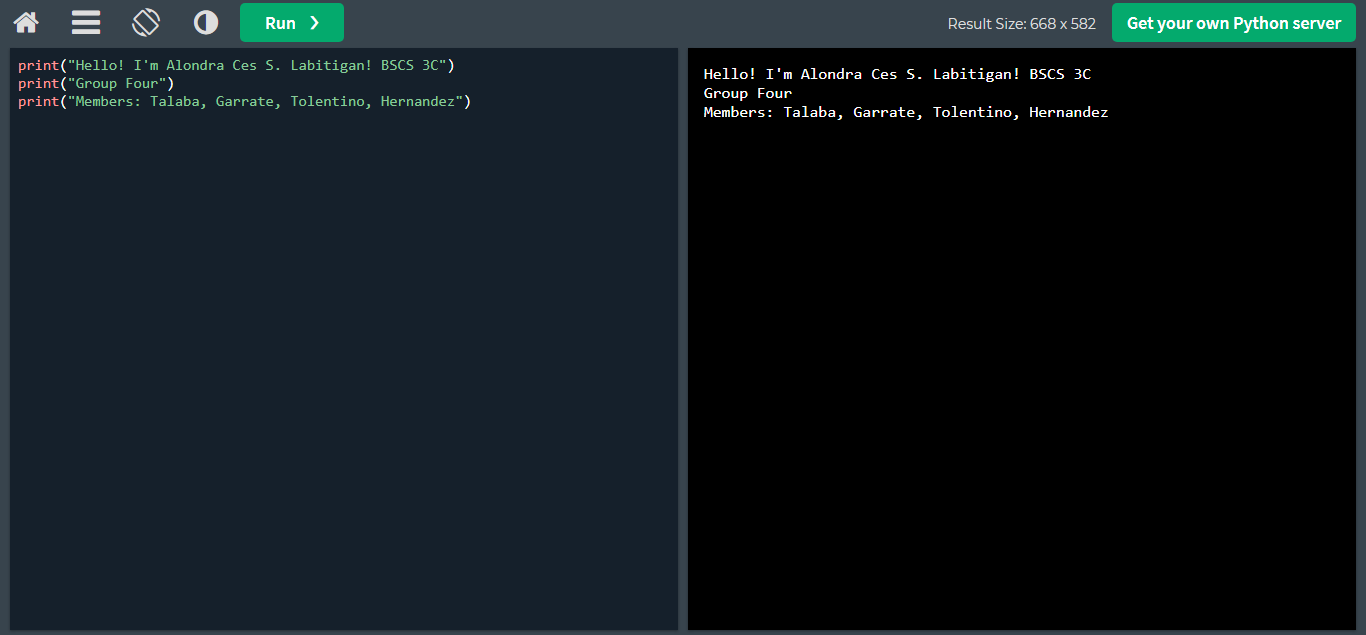 Run ❯
Result Size: 668 x 582
Get your own Python server
print("Hello! I'm Alondra Ces S. Labitigan! BSCS 3C")
print("Group Four")
print("Members: Talaba, Garrate, Tolentino, Hernandez")
Hello! I'm Alondra Ces S. Labitigan! BSCS 3C
Group Four
Members: Talaba, Garrate, Tolentino, Hernandez